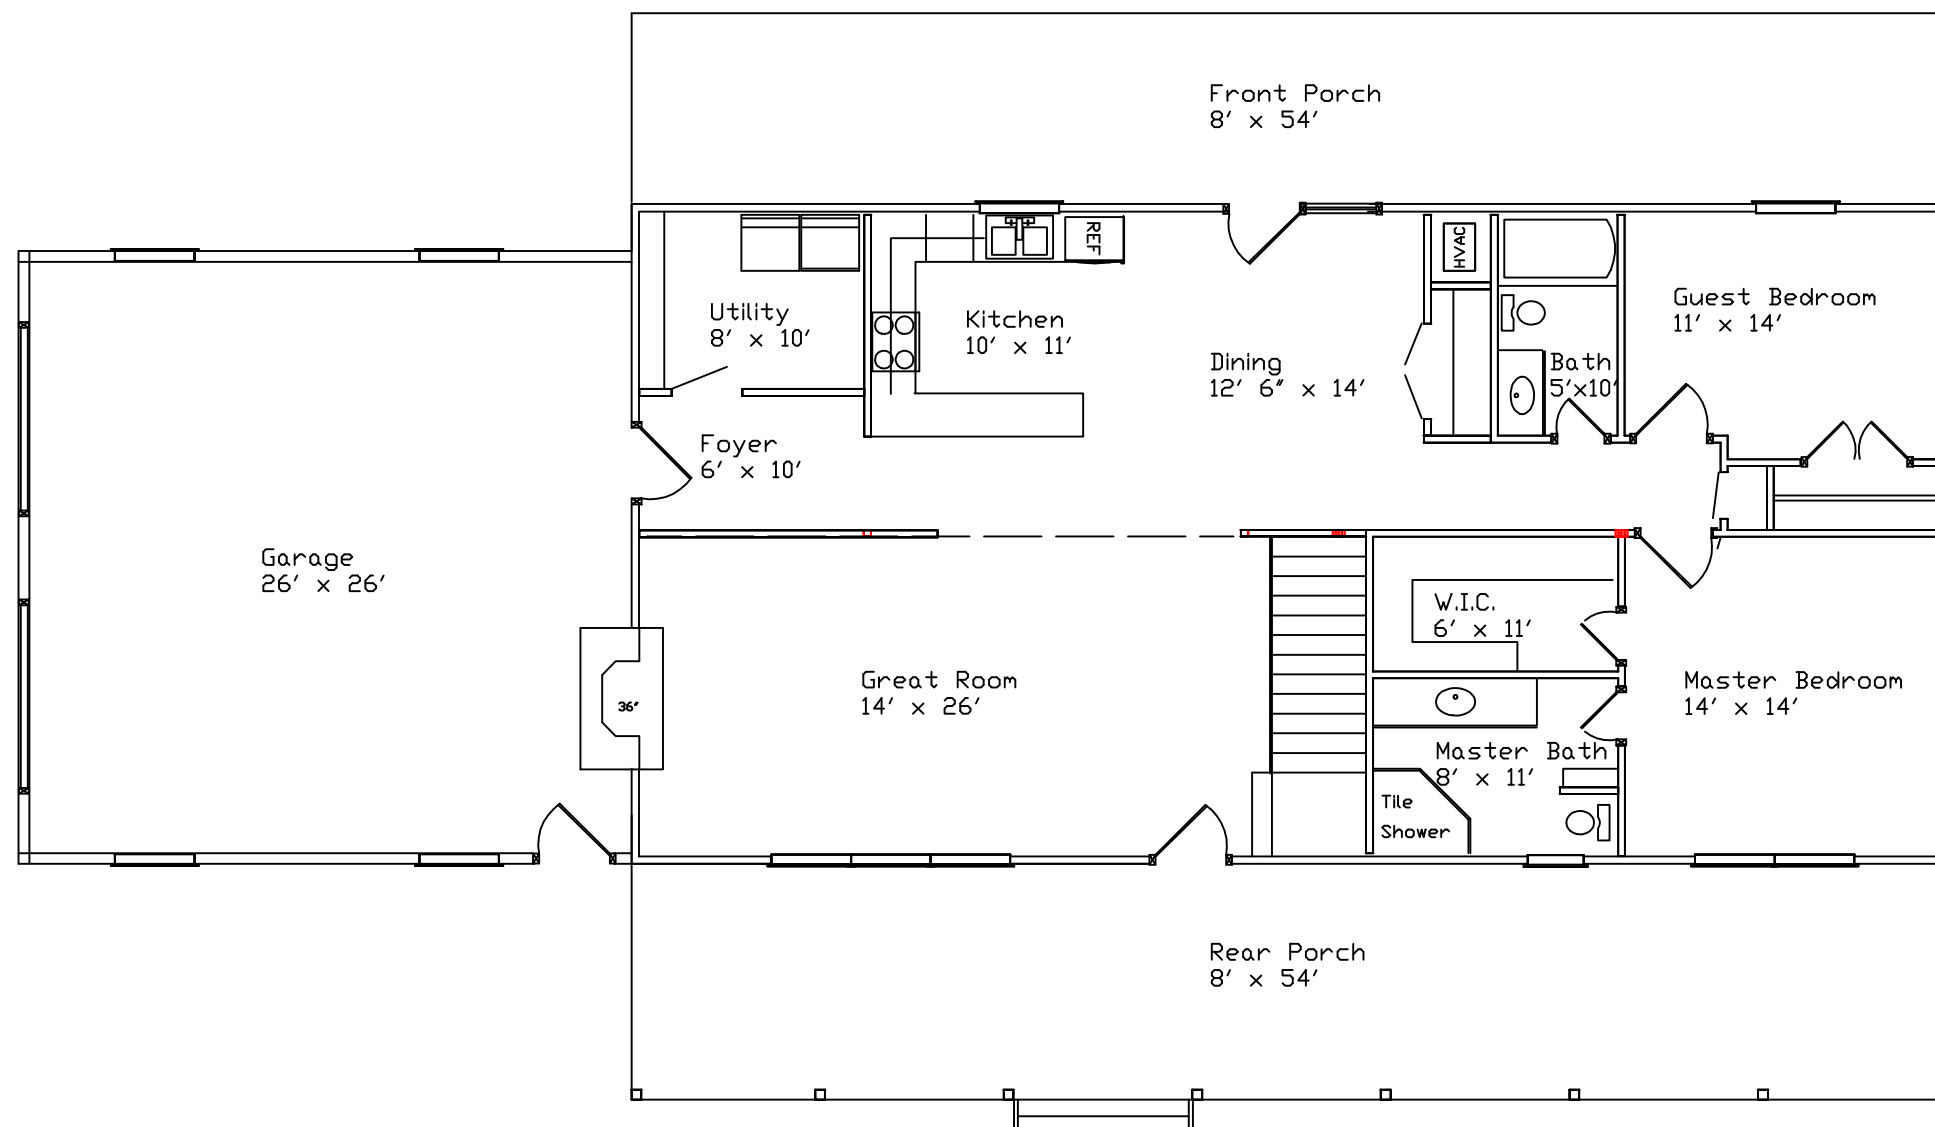 Front Porch
8' x 54'
REF
HVAC
Utility
8' x 10'
Kitchen
10' x 11'
Dining
12' 6" x 14'
Bath
5'x10'
Guest Bedroom
11' x 14'
Foyer
6' x 10'
Garage
26' x 26'
W.I.C.
6' x 11'
Great Room
14' x 26'
36"
Master Bedroom
14' x 14'
Master Bath
8' x 11'
Tile
Shower
Rear Porch
8' x 54'